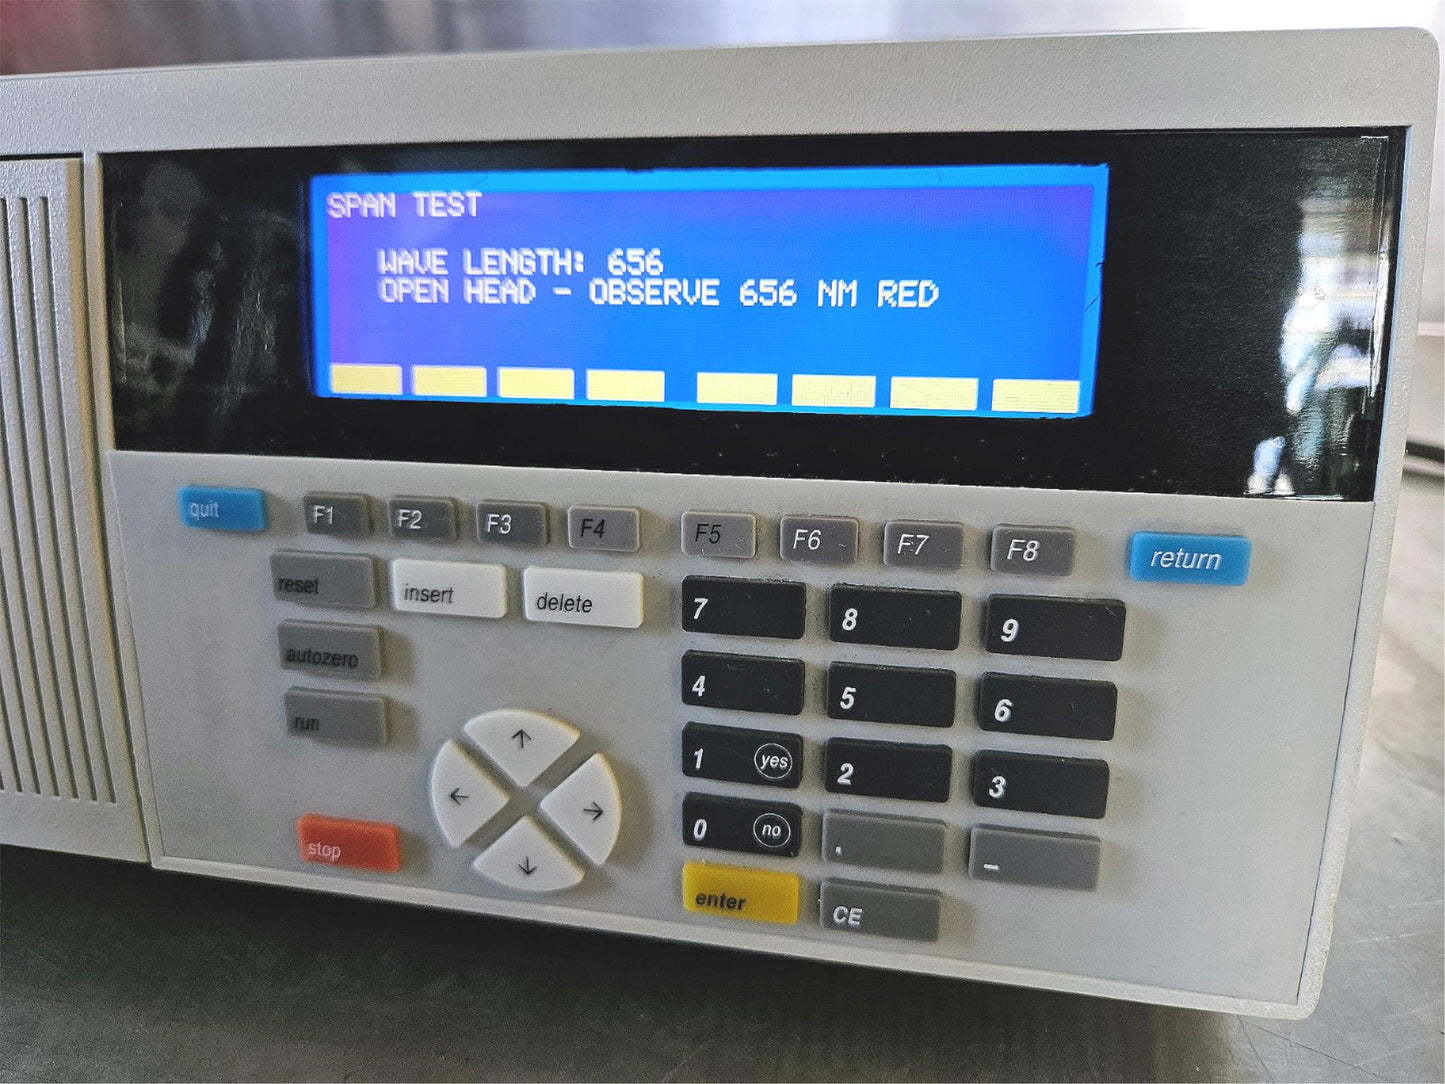 SPAN TEST
WAVE LENGTH: 656
OPEN HEAD - OBSERVE 656 NM RED
quit
F1
F2
F3
F4
F5
F6
F7
F8
return
reset
insert
delete
7
8
9
autozero
4
5
6
run
1 yes
2
3
stop
0 no
.
-
enter
CE